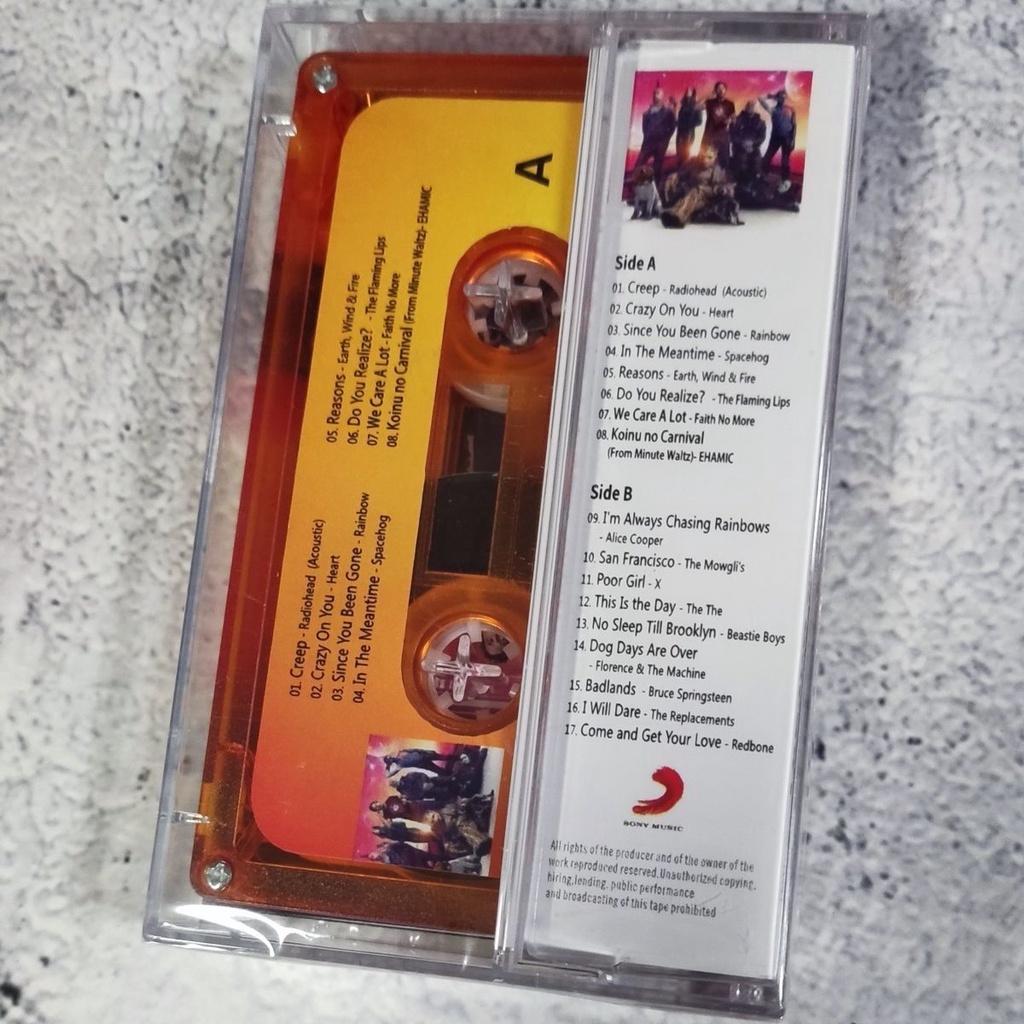 A
01. Creep - Radiohead (Acoustic)
02. Crazy On You - Heart
03. Since You Been Gone - Rainbow
04. In The Meantime - Spacehog
05. Reasons - Earth, Wind & Fire
06. Do You Realize? - The Flaming Lips
07. We Care A Lot - Faith No More
08. Koinu no Carnival (From Minute Waltz)- EHAMIC
Side A
01. Creep - Radiohead (Acoustic)
02. Crazy On You - Heart
03. Since You Been Gone - Rainbow
04. In The Meantime - Spacehog
05. Reasons - Earth, Wind & Fire
06. Do You Realize? - The Flaming Lips
07. We Care A Lot - Faith No More
08. Koinu no Carnival
(From Minute Waltz)- EHAMIC
Side B
09. I'm Always Chasing Rainbows
- Alice Cooper
10. San Francisco - The Mowgli's
11. Poor Girl - X
12. This Is the Day - The The
13. No Sleep Till Brooklyn - Beastie Boys
14. Dog Days Are Over
- Florence & The Machine
15. Badlands - Bruce Springsteen
16. I Will Dare - The Replacements
17. Come and Get Your Love - Redbone
SONY MUSIC
All rights of the producer and of the owner of the
work reproduced reserved. Unauthorized copying,
hiring, lending, public performance
and broadcasting of this tape prohibited